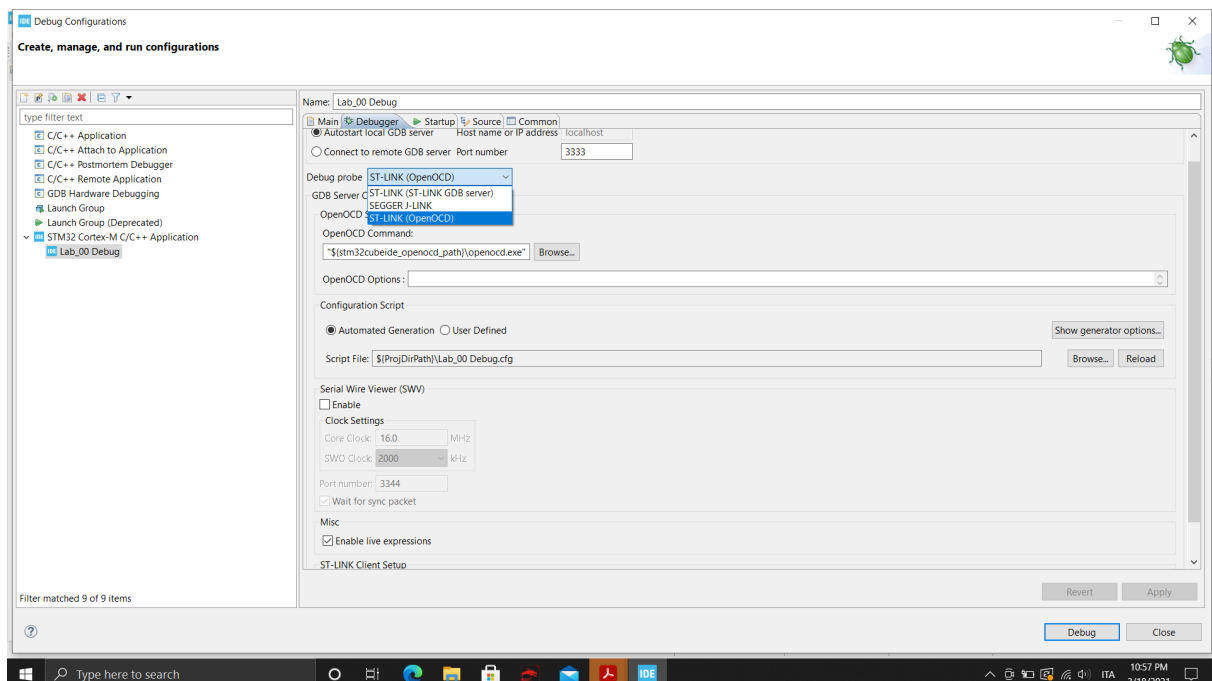 IDE Debug Configurations
Create, manage, and run configurations
type filter text
C/C++ Application
C/C++ Attach to Application
C/C++ Postmortem Debugger
C/C++ Remote Application
GDB Hardware Debugging
Launch Group
Launch Group (Deprecated)
IDE STM32 Cortex-M C/C++ Application
IDE Lab_00 Debug
Filter matched 9 of 9 items
Name: Lab_00 Debug
Main Debugger Startup Source Common
Autostart local GDB server Host name or IP address localhost
Connect to remote GDB server Port number 3333
Debug probe ST-LINK (OpenOCD)
ST-LINK (ST-LINK GDB server)
SEGGER J-LINK
ST-LINK (OpenOCD)
GDB Server C
OpenOCD S
OpenOCD Command:
"${stm32cubeide_openocd_path}\openocd.exe" Browse...
OpenOCD Options :
Configuration Script
Automated Generation User Defined Show generator options...
Script File: ${ProjDirPath}\Lab_00 Debug.cfg Browse... Reload
Serial Wire Viewer (SWV)
Enable
Clock Settings
Core Clock: 16.0 MHz
SWO Clock: 2000 kHz
Port number: 3344
Wait for sync packet
Misc
Enable live expressions
ST-LINK Client Setup
Revert Apply
Debug Close
Type here to search IDE ITA 10:57 PM
3/18/2021